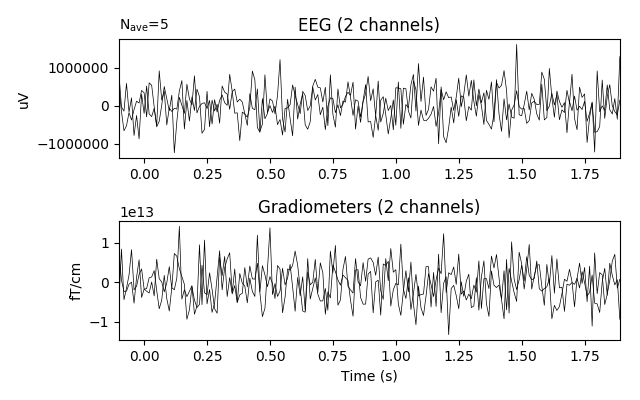 N_ave=5
EEG (2 channels)
1000000
0
−1000000
uV
0.00 0.25 0.50 0.75 1.00 1.25 1.50 1.75
1e13
Gradiometers (2 channels)
1
0
−1
fT/cm
0.00 0.25 0.50 0.75 1.00 1.25 1.50 1.75
Time (s)